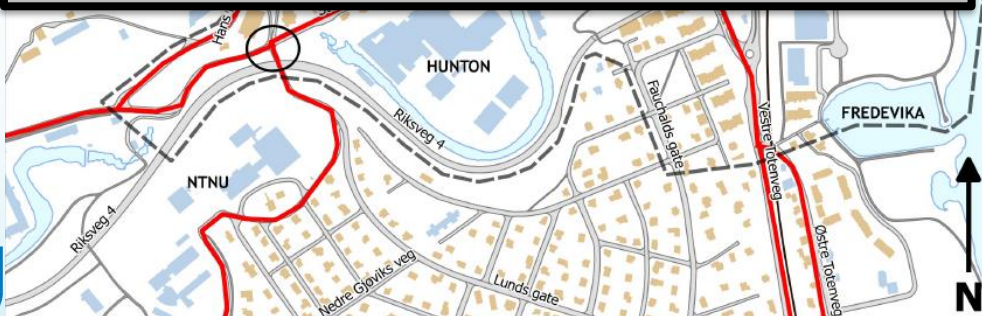 Hans
HUNTON
Riksveg 4
Fauchalds gate
Vestre Totenveg
FREDEVIKA
NTNU
Riksveg 4
Nedre Gjøviks veg
Lunds gate
Østre Totenveg
N